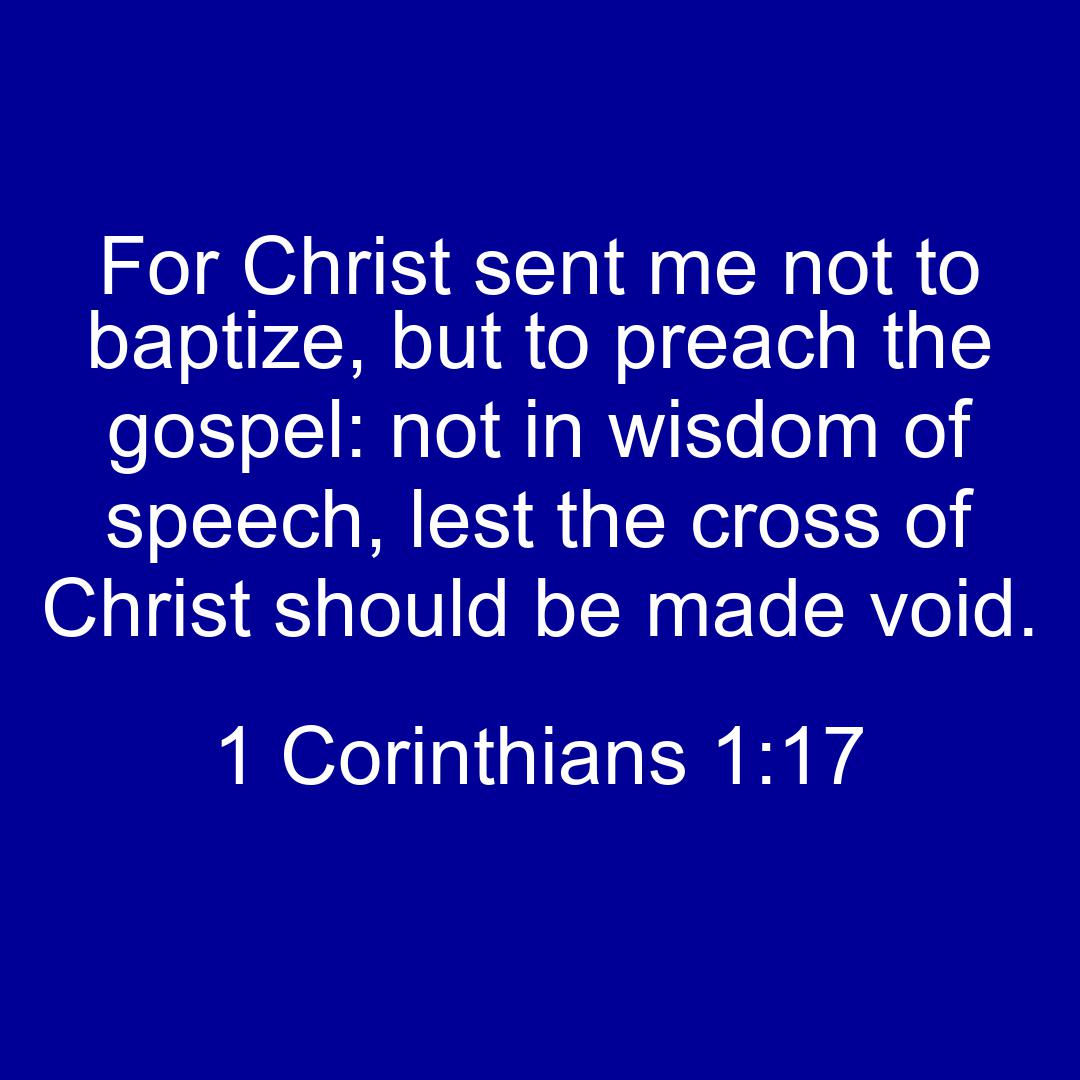 For Christ sent me not to
baptize, but to preach the
gospel: not in wisdom of
speech, lest the cross of
Christ should be made void.
1 Corinthians 1:17